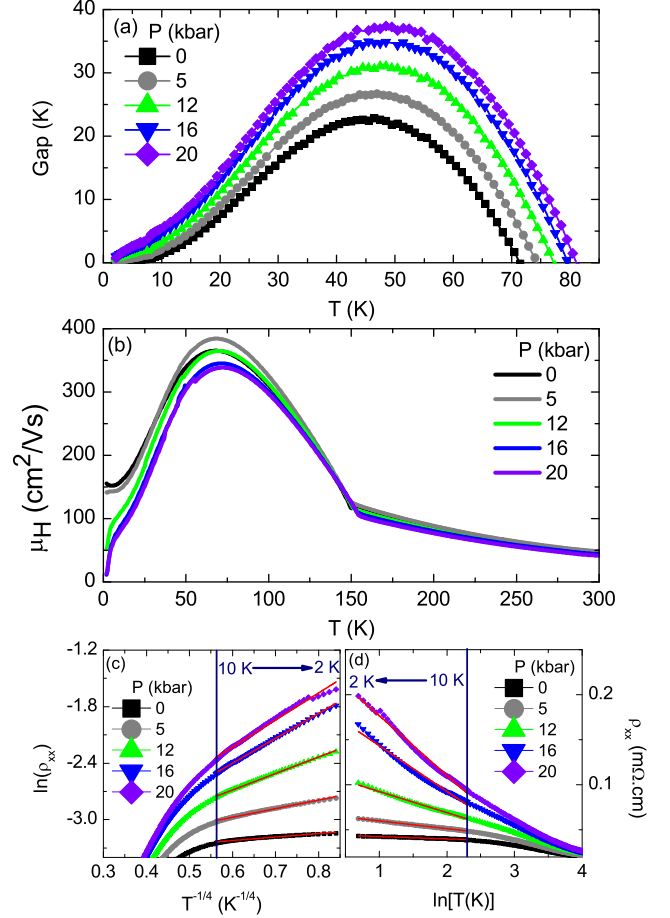 (a)
P (kbar)
0
5
12
16
20
Gap (K)
40
30
20
10
0
0 10 20 30 40 50 60 70 80
T (K)
(b)
P (kbar)
0
5
12
16
20
μH (cm²/Vs)
400
300
200
100
0
0 50 100 150 200 250 300
T (K)
(c)
P (kbar)
0
5
12
16
20
10 K 2 K
ln(ρxx)
-1.2
-1.8
-2.4
-3.0
0.3 0.4 0.5 0.6 0.7 0.8
T-1/4 (K-1/4)
(d)
P (kbar)
0
5
12
16
20
2 K 10 K
0.2
0.1
ρxx (mΩ.cm)
1 2 3 4
ln[T(K)]